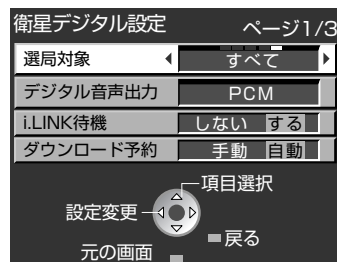 衛星デジタル設定 ページ1/3
選局対象 すべて
デジタル音声出力 PCM
i.LINK待機 しない する
ダウンロード予約 手動 自動
項目選択
設定変更
戻る
元の画面